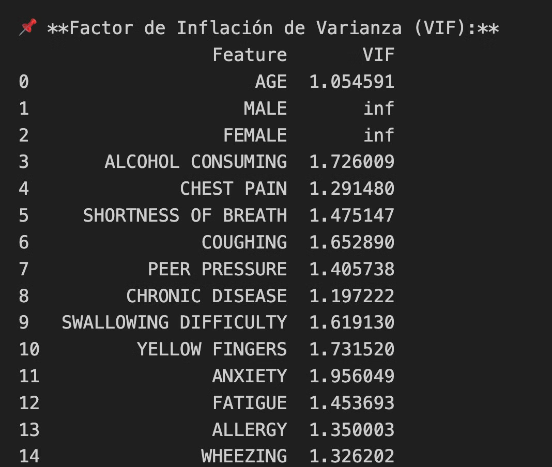 📌 **Factor de Inflación de Varianza (VIF):**
Feature VIF
0 AGE 1.054591
1 MALE inf
2 FEMALE inf
3 ALCOHOL CONSUMING 1.726009
4 CHEST PAIN 1.291480
5 SHORTNESS OF BREATH 1.475147
6 COUGHING 1.652890
7 PEER PRESSURE 1.405738
8 CHRONIC DISEASE 1.197222
9 SWALLOWING DIFFICULTY 1.619130
10 YELLOW FINGERS 1.731520
11 ANXIETY 1.956049
12 FATIGUE 1.453693
13 ALLERGY 1.350003
14 WHEEZING 1.326202